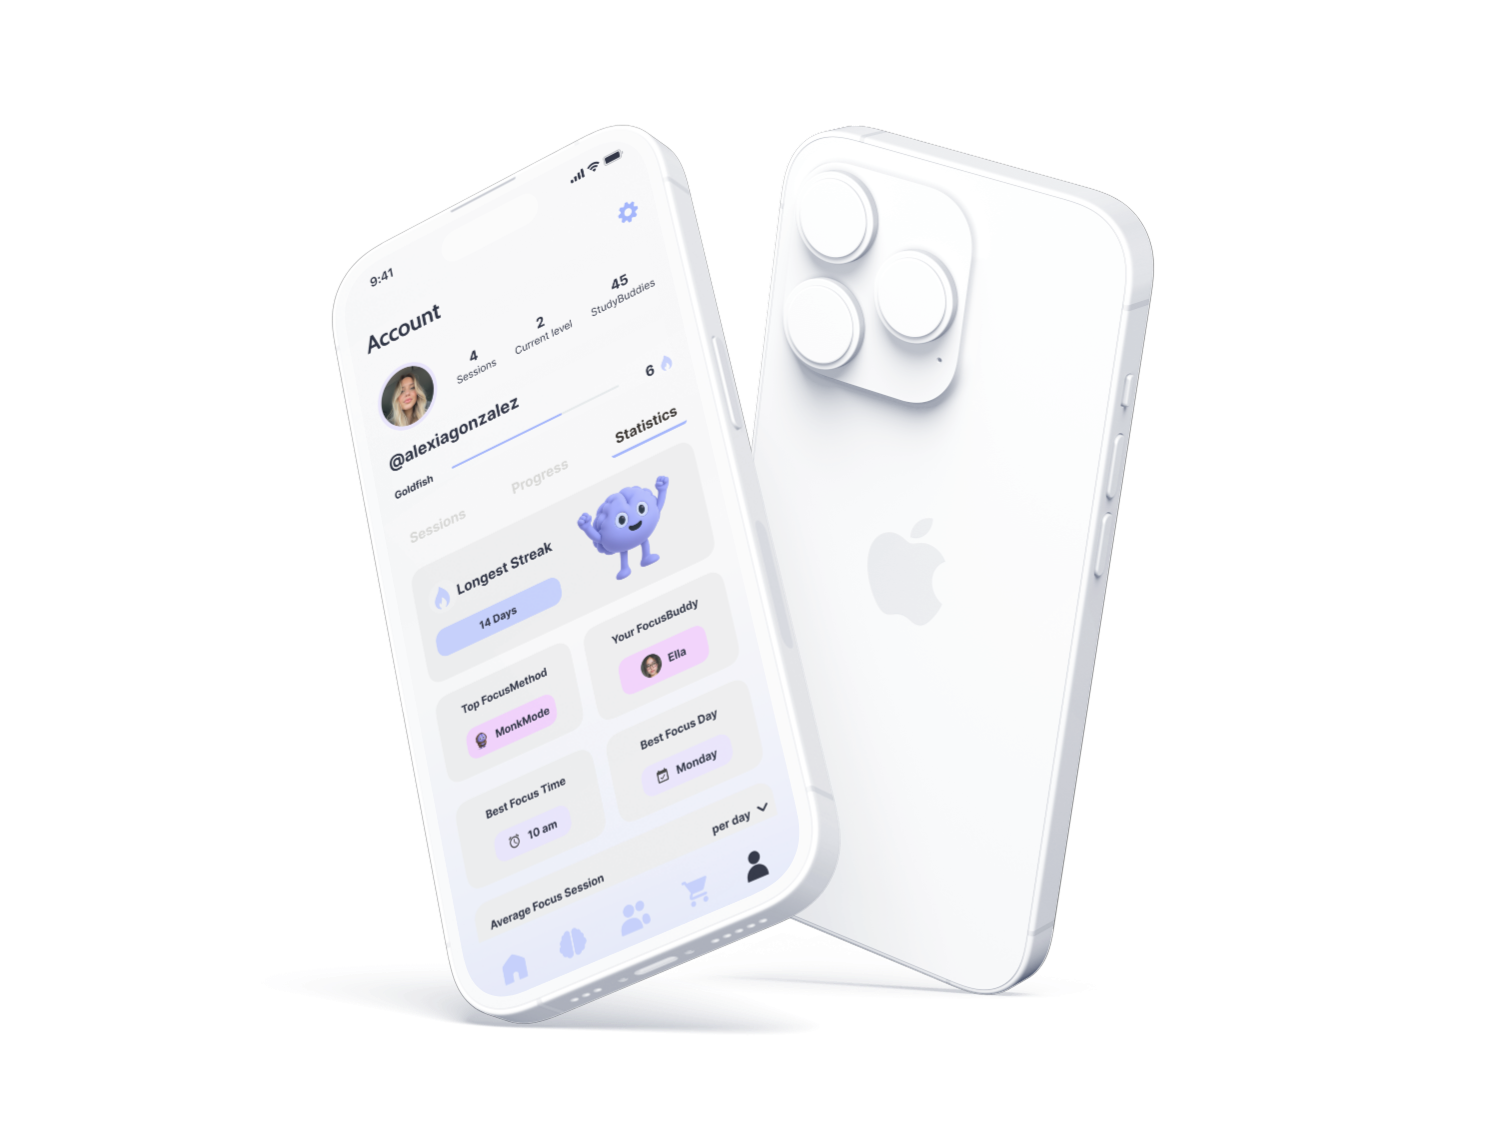 9:41
Account
4
Sessions
2
Current level
45
StudyBuddies
@alexiagonzalez
6
Goldfish
Sessions
Progress
Statistics
Longest Streak
14 Days
Top FocusMethod
MonkMode
Your FocusBuddy
Ella
Best Focus Time
10 am
Best Focus Day
Monday
Average Focus Session
per day